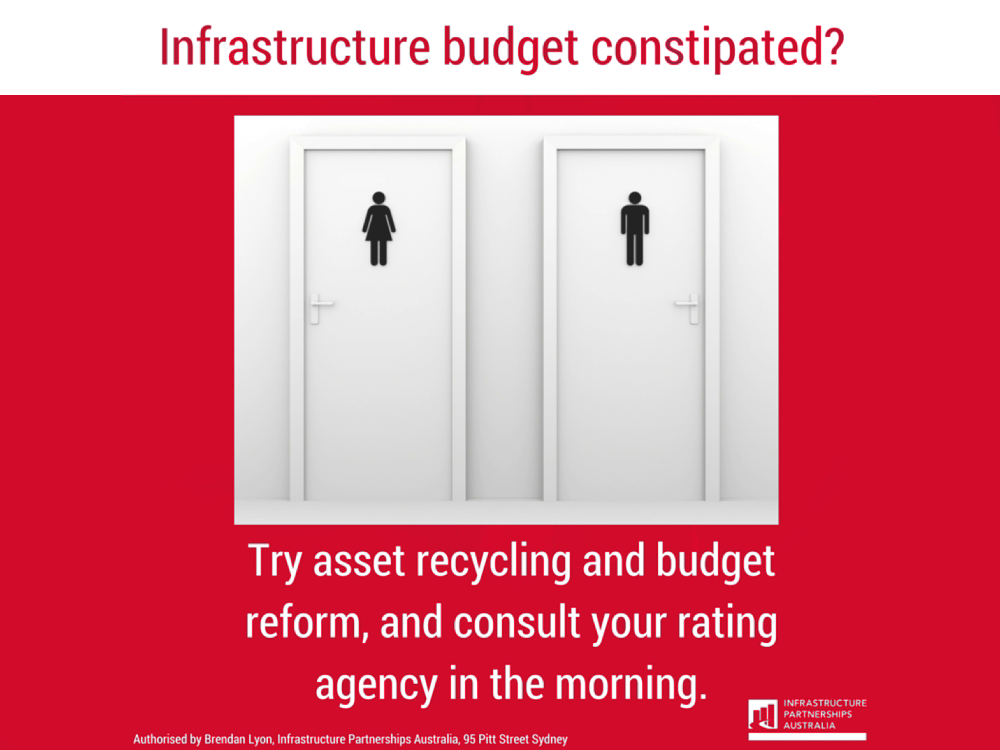 Infrastructure budget constipated?
Try asset recycling and budget
reform, and consult your rating
agency in the morning.
INFRASTRUCTURE
PARTNERSHIPS
AUSTRALIA
Authorised by Brendan Lyon, Infrastructure Partnerships Australia, 95 Pitt Street Sydney